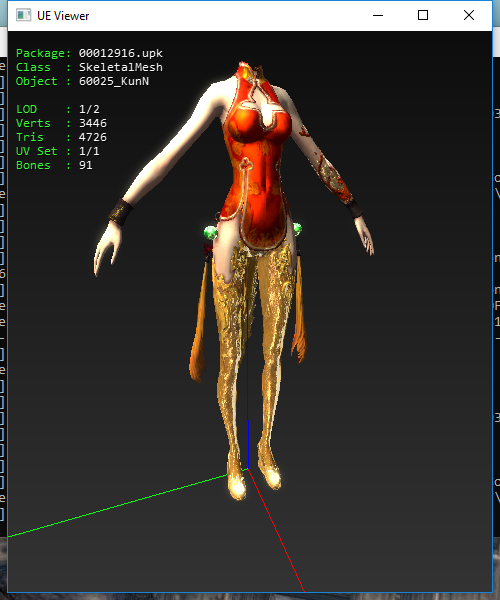 UE Viewer
Package: 00012916.upk
Class  : SkeletalMesh
Object : 60025_KunN
LOD    : 1/2
Verts  : 3446
Tris   : 4726
UV Set : 1/1
Bones  : 91